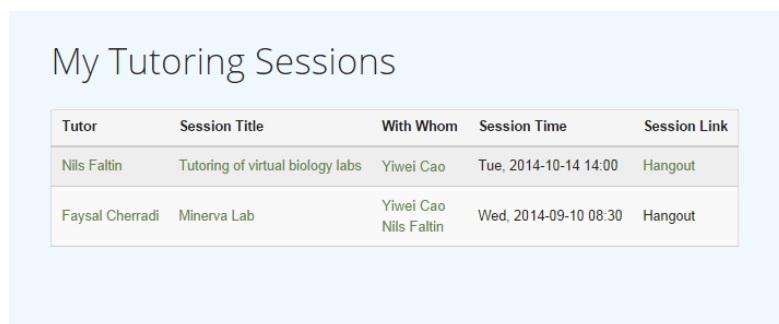 My Tutoring Sessions
Tutor Session Title With Whom Session Time Session Link
Nils Faltin Tutoring of virtual biology labs Yiwei Cao Tue, 2014-10-14 14:00 Hangout
Faysal Cherradi Minerva Lab Yiwei Cao Wed, 2014-09-10 08:30 Hangout
Nils Faltin